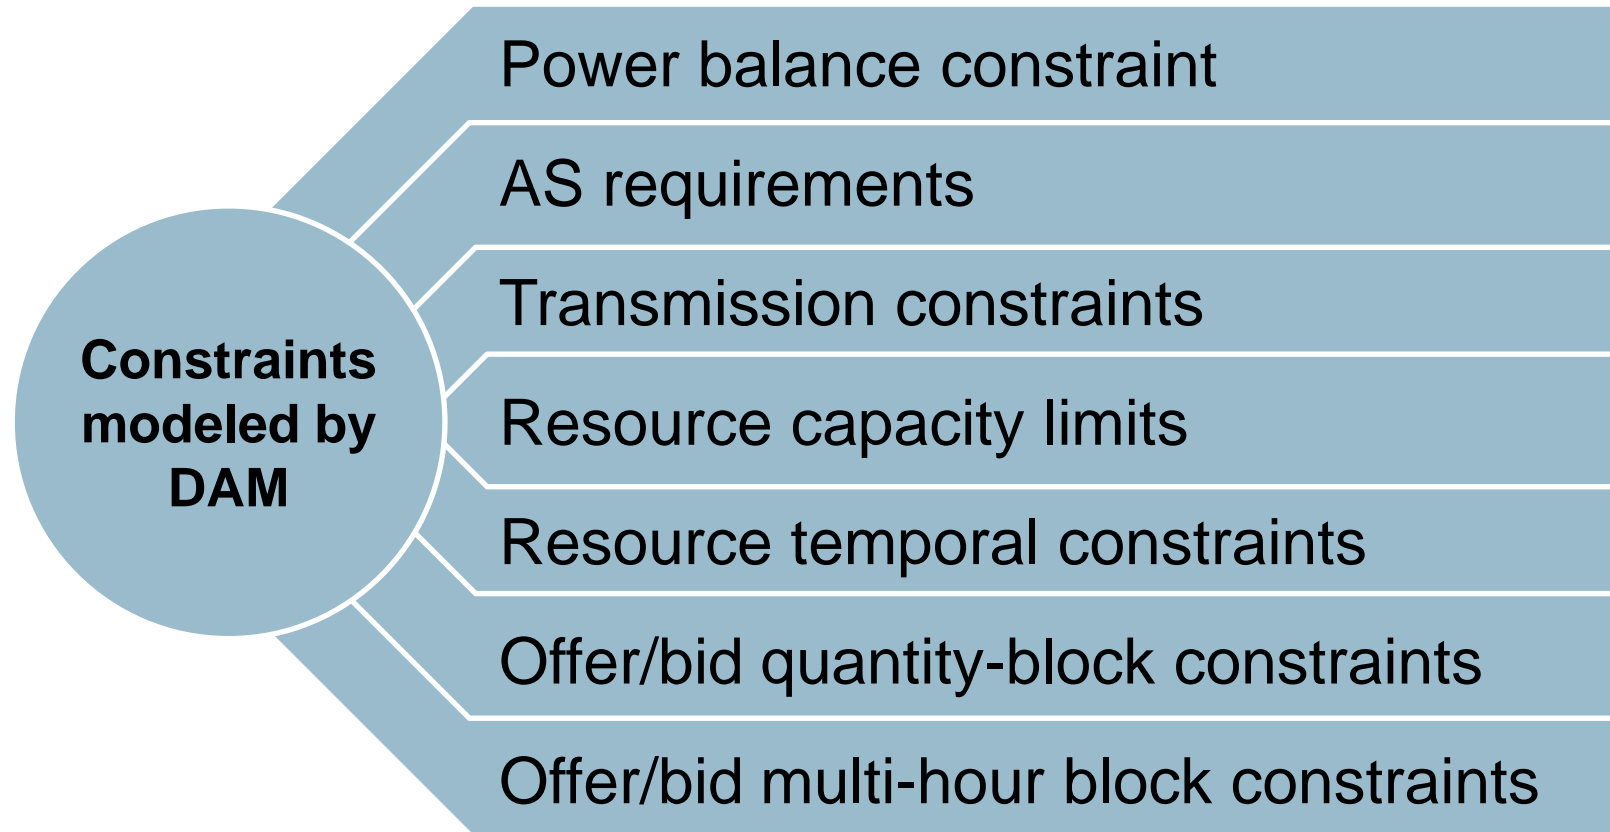 Power balance constraint
AS requirements
Transmission constraints
Constraints
modeled by
DAM
Resource capacity limits
Resource temporal constraints
Offer/bid quantity-block constraints
Offer/bid multi-hour block constraints